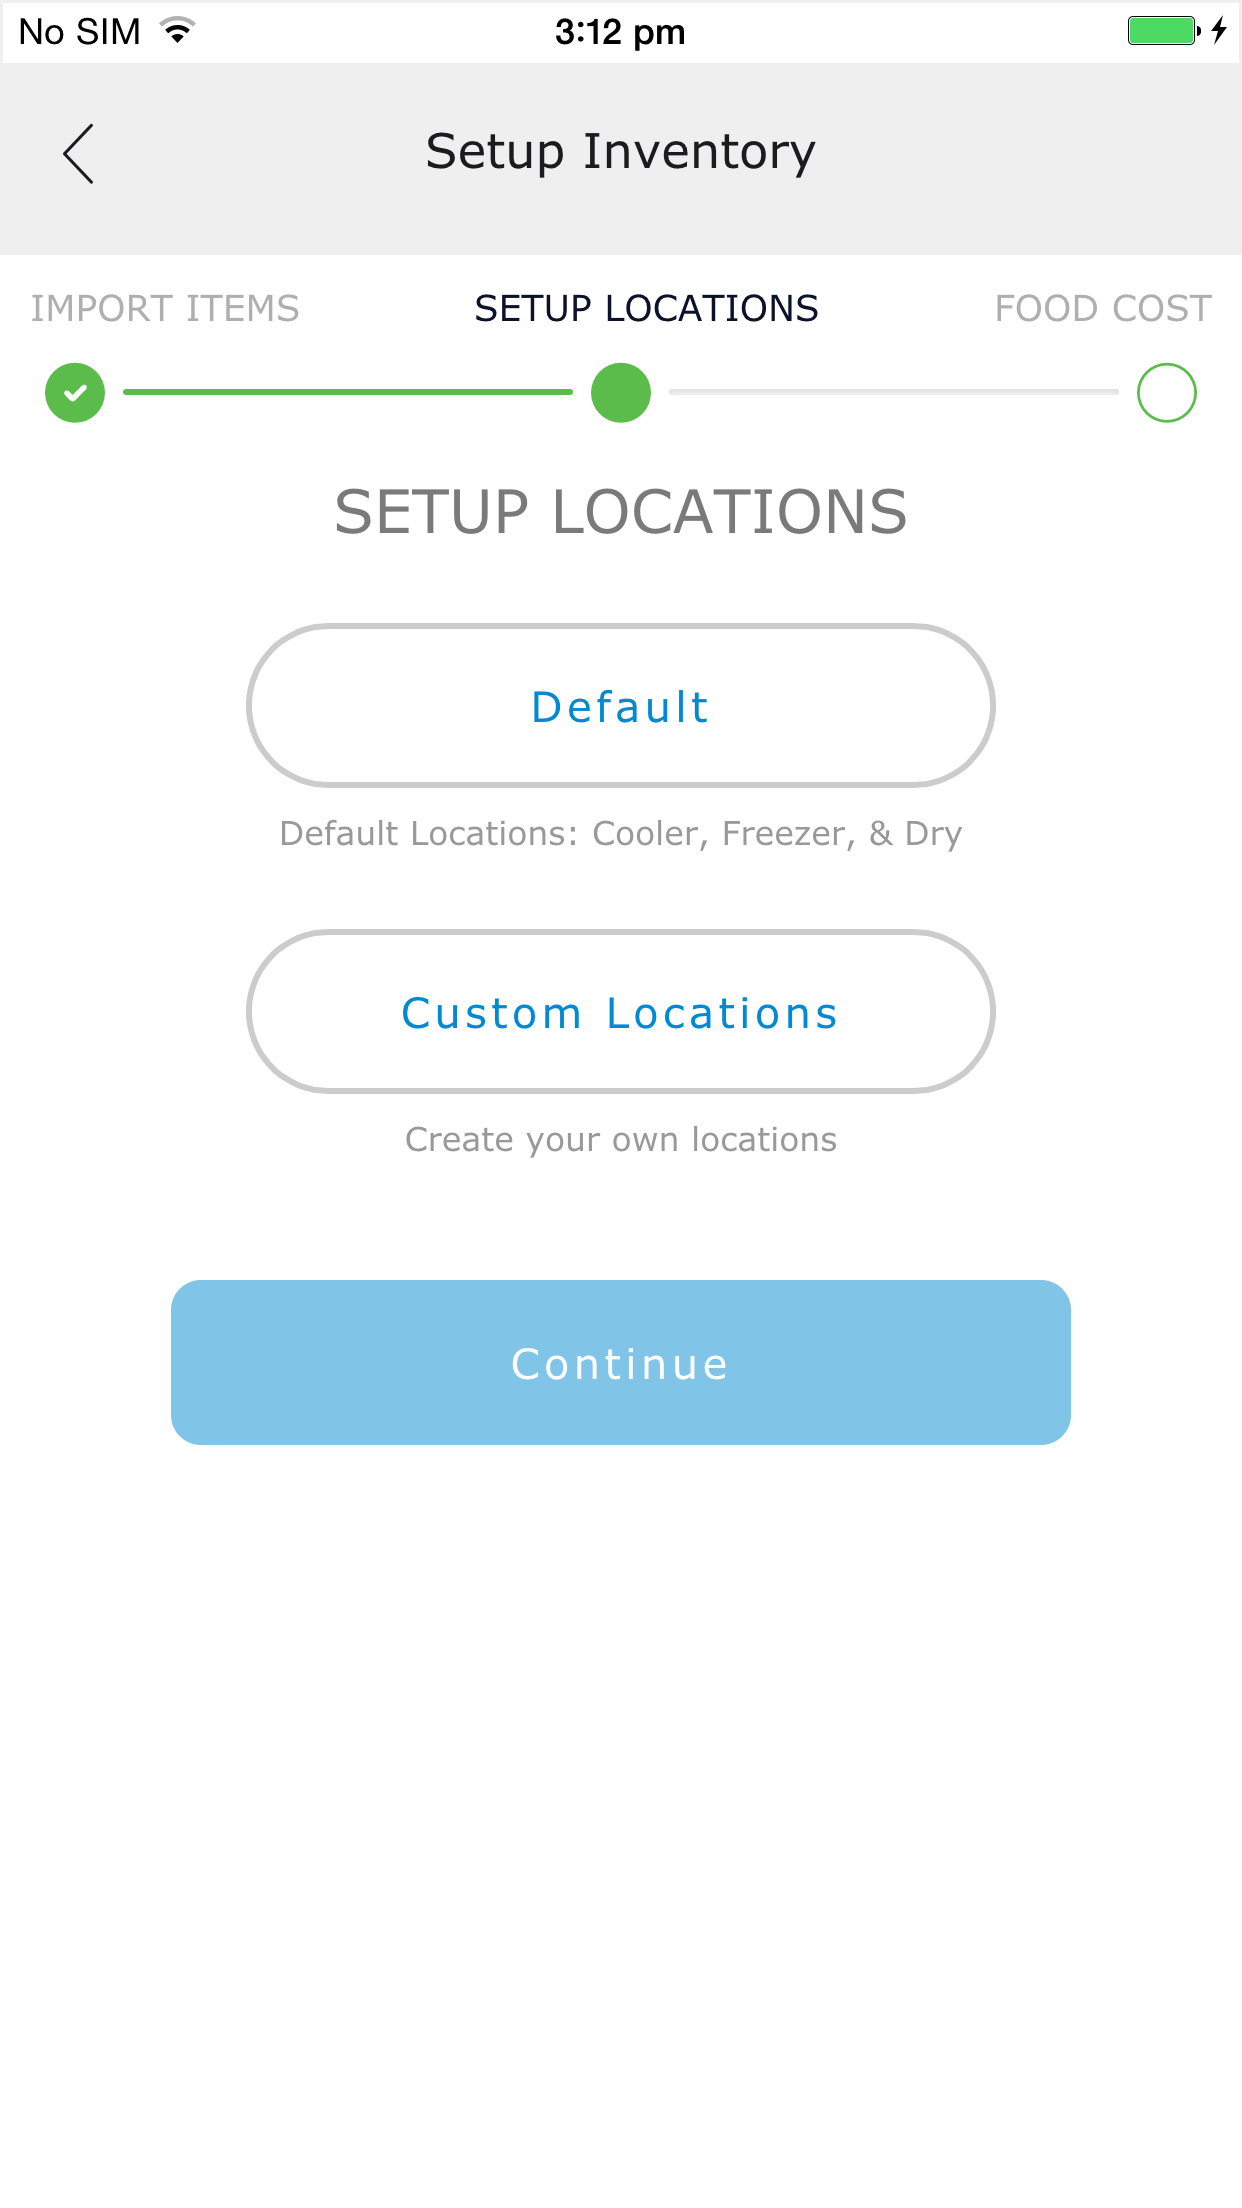 No SIM 3:12 pm
Setup Inventory
IMPORT ITEMS SETUP LOCATIONS FOOD COST
SETUP LOCATIONS
Default
Default Locations: Cooler, Freezer, & Dry
Custom Locations
Create your own locations
Continue